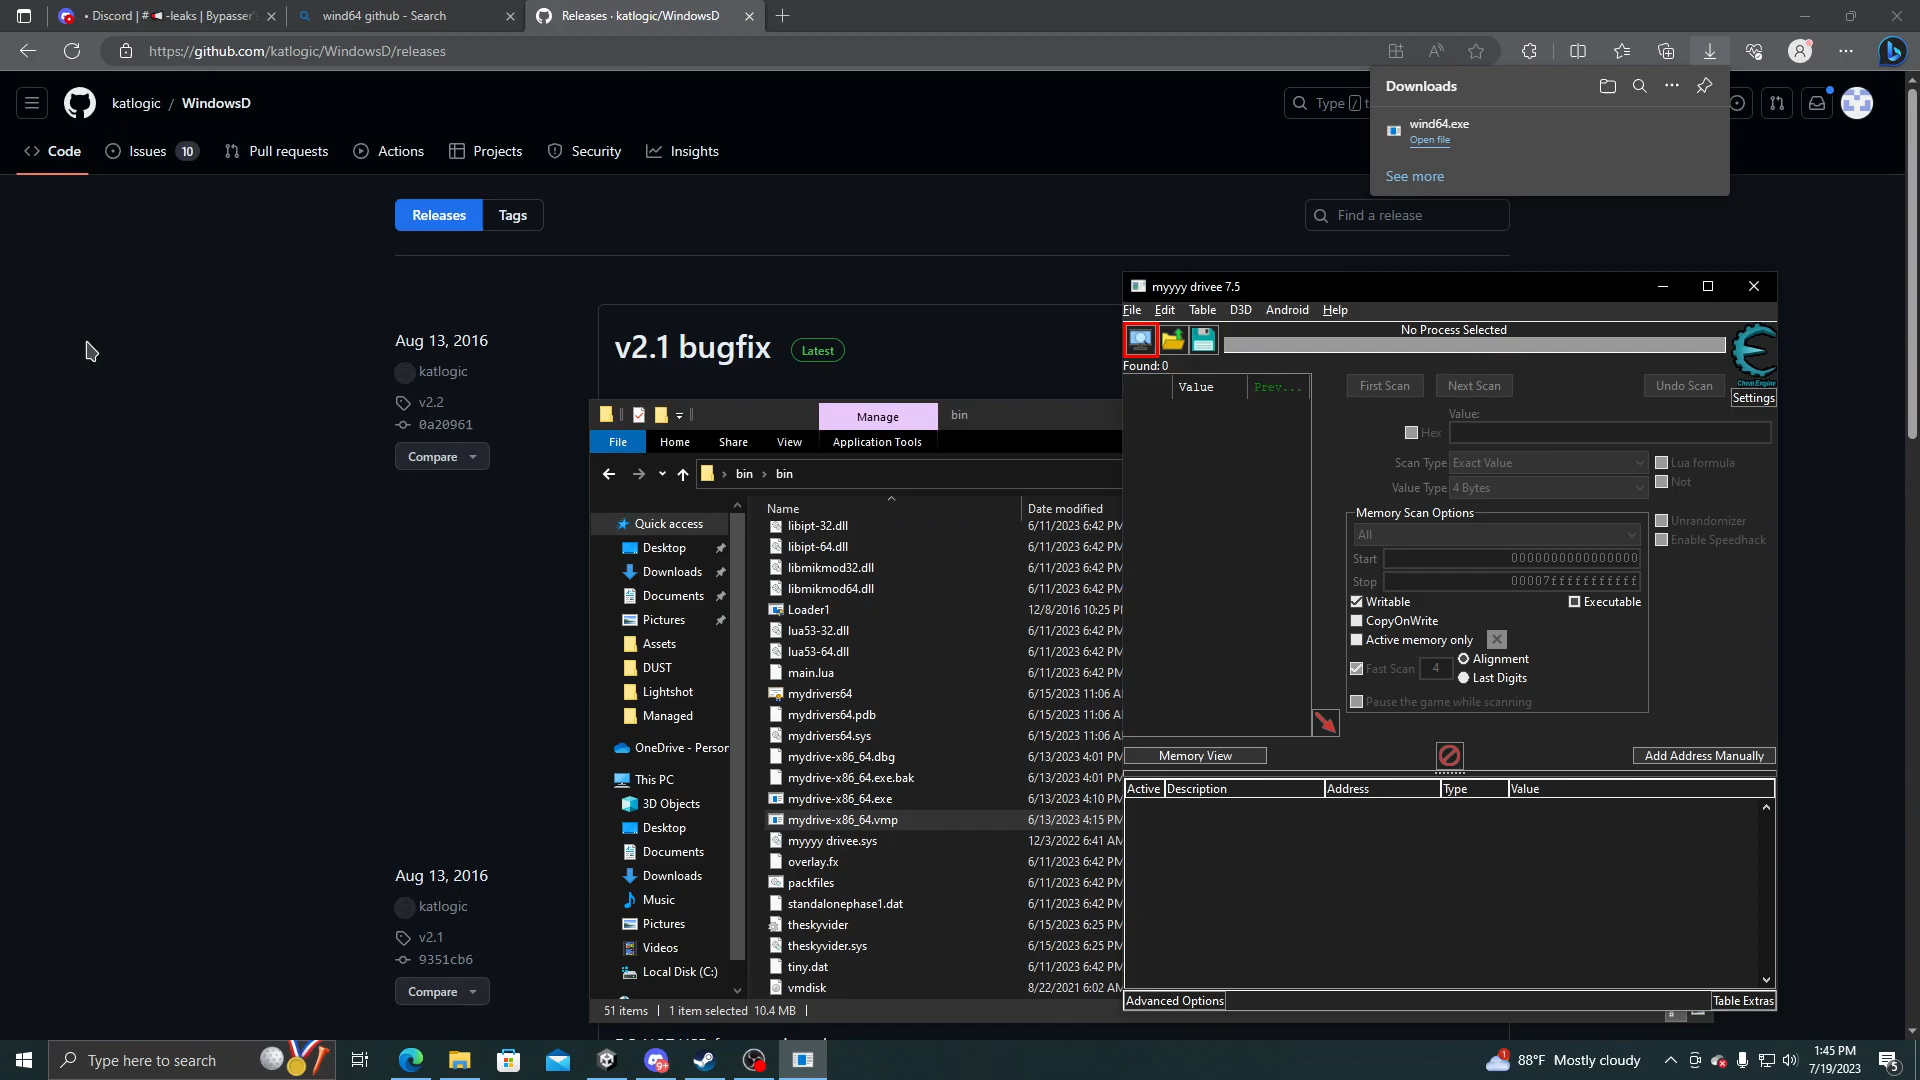 • Discord | #📢-leaks | Bypasser's
wind64 github - Search
Releases · katlogic/WindowsD
https://github.com/katlogic/WindowsD/releases
katlogic / WindowsD
Type / t
Downloads
wind64.exe
Open file
See more
Code
Issues 10
Pull requests
Actions
Projects
Security
Insights
Releases
Tags
Find a release
Aug 13, 2016
katlogic
v2.2
0a20961
Compare
v2.1 bugfix
Latest
Aug 13, 2016
katlogic
v2.1
9351cb6
Compare
Manage
bin
File
Home
Share
View
Application Tools
bin
bin
Quick access
Desktop
Downloads
Documents
Pictures
Assets
DUST
Lightshot
Managed
OneDrive - Person
This PC
3D Objects
Desktop
Documents
Downloads
Music
Pictures
Videos
Local Disk (C:)
Name Date modified
libipt-32.dll 6/11/2023 6:42 PM
libipt-64.dll 6/11/2023 6:42 PM
libmikmod32.dll 6/11/2023 6:42 PM
libmikmod64.dll 6/11/2023 6:42 PM
Loader1 12/8/2016 10:25 PM
lua53-32.dll 6/11/2023 6:42 PM
lua53-64.dll 6/11/2023 6:42 PM
main.lua 6/11/2023 6:42 PM
mydrivers64 6/15/2023 11:06 A
mydrivers64.pdb 6/15/2023 11:06 A
mydrivers64.sys 6/15/2023 11:06 A
mydrive-x86_64.dbg 6/13/2023 4:01 PM
mydrive-x86_64.exe.bak 6/13/2023 4:01 PM
mydrive-x86_64.exe 6/13/2023 4:10 PM
mydrive-x86_64.vmp 6/13/2023 4:15 PM
myyyy drivee.sys 12/3/2022 6:41 AM
overlay.fx 6/11/2023 6:42 PM
packfiles 6/11/2023 6:42 PM
standalonephase1.dat 6/11/2023 6:42 PM
theskyvider 6/15/2023 6:25 PM
theskyvider.sys 6/15/2023 6:25 PM
tiny.dat 6/11/2023 6:42 PM
vmdisk 8/22/2021 6:02 AM
51 items
1 item selected 10.4 MB
myyyy drivee 7.5
File Edit Table D3D Android Help
No Process Selected
Found: 0
Value
Prev...
First Scan
Next Scan
Undo Scan
Cheat Engine
Settings
Value:
Hex
Scan Type Exact Value
Lua formula
Not
Value Type 4 Bytes
Memory Scan Options
All
Unrandomizer
Enable Speedhack
Start 0000000000000000
Stop 00007fffffffffff
Writable
Executable
CopyOnWrite
Active memory only
Fast Scan 4
Alignment
Last Digits
Pause the game while scanning
Memory View
Add Address Manually
Active Description Address Type Value
Advanced Options
Table Extras
Type here to search
9+
1
88°F Mostly cloudy
1:45 PM
7/19/2023
5